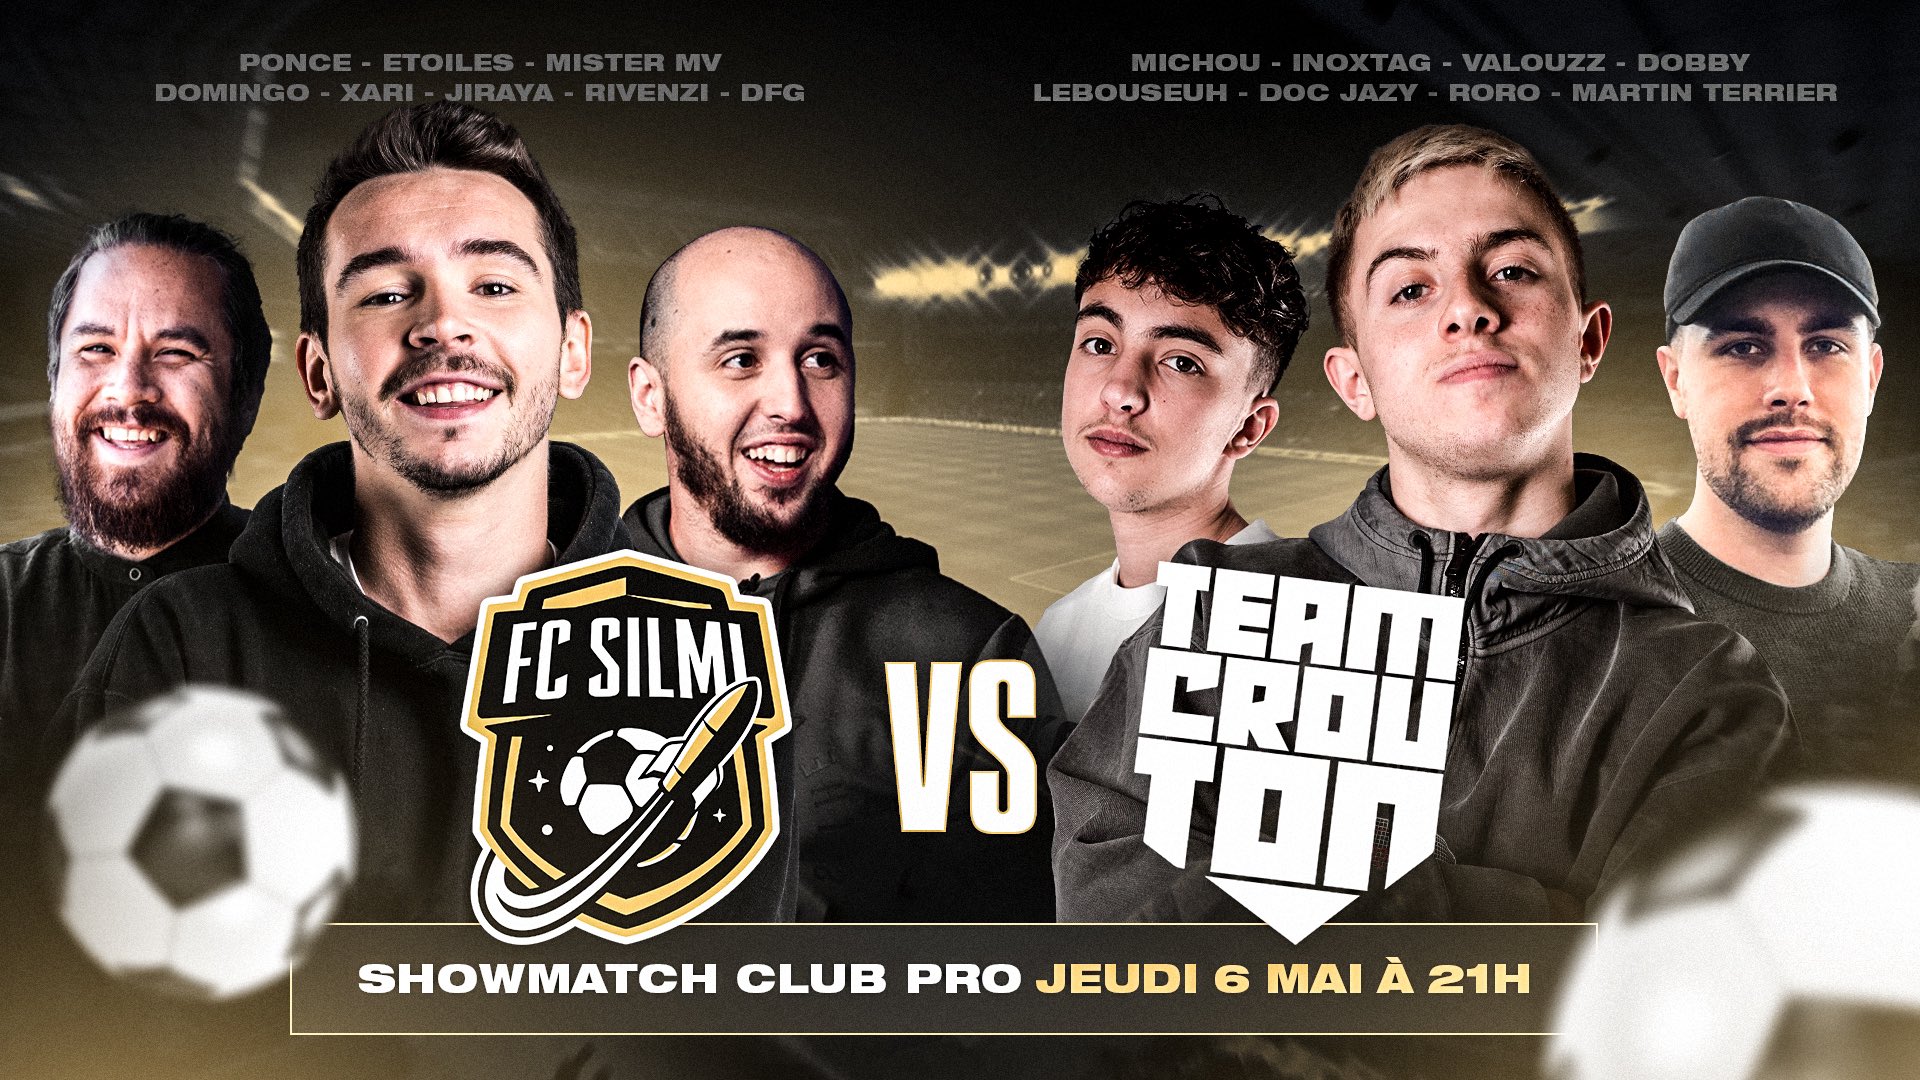 PONCE - ETOILES - MISTER MV
DOMINGO - XARI - JIRAYA - RIVENZI - DFG
MICHOU - INOXTAG - VALOUZZ - DOBBY
LEBOUSEUH - DOC JAZY - RORO - MARTIN TERRIER
FC SILMI
VS
TEAM
CROU
TON
SHOWMATCH CLUB PRO JEUDI 6 MAI À 21H